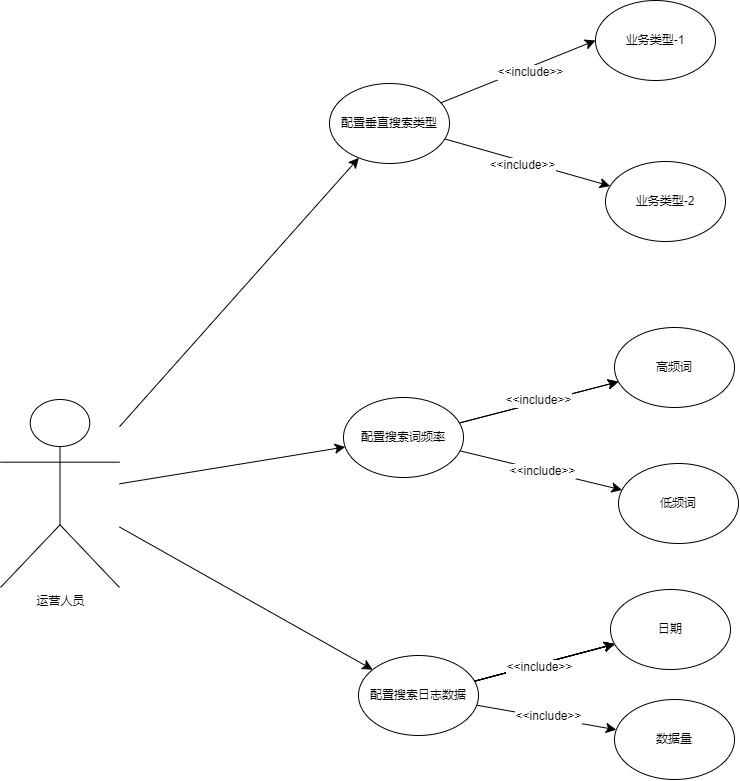 业务类型-1
<<include>>
配置垂直搜索类型
<<include>>
业务类型-2
高频词
<<include>>
配置搜索词频率
<<include>>
低频词
运营人员
日期
<<include>>
配置搜索日志数据
<<include>>
数据量